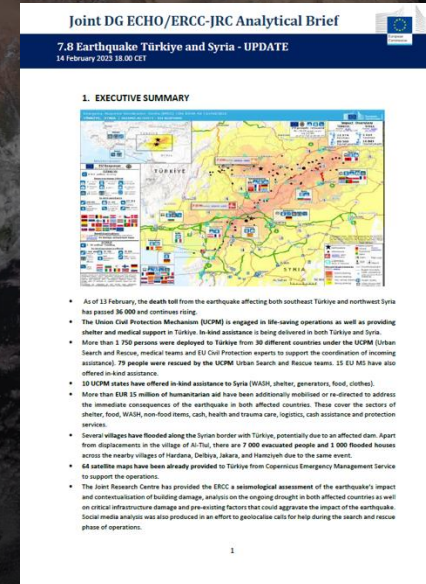 Joint DG ECHO/ERCC-JRC Analytical Brief
7.8 Earthquake Türkiye and Syria - UPDATE
14 February 2023 18.00 CET
1. EXECUTIVE SUMMARY
TÜRKIYE
SYRIA
• As of 13 February, the death toll from the earthquake affecting both southeast Türkiye and northwest Syria
has passed 36 000 and continues rising.
• The Union Civil Protection Mechanism (UCPM) is engaged in life-saving operations as well as providing
shelter and medical support in Türkiye. In-kind assistance is being delivered in both Türkiye and Syria.
• More than 1 750 persons were deployed to Türkiye from 30 different countries under the UCPM (Urban
Search and Rescue, medical teams and EU Civil Protection experts to support the coordination of incoming
assistance). 79 people were rescued by the UCPM Urban Search and Rescue teams. 15 EU MS have also
offered in-kind assistance.
• 10 UCPM states have offered in-kind assistance to Syria (WASH, shelter, generators, food, clothes).
• More than EUR 15 million of humanitarian aid have been additionally mobilised or re-directed to address
the immediate consequences of the earthquake in both affected countries. These cover the sectors of
shelter, food, WASH, non-food items, cash, health and trauma care, logistics, cash assistance and protection
services.
• Several villages have flooded along the Syrian border with Türkiye, potentially due to an affected dam. Apart
from displacements in the village of Al-Tlul, there are 7 000 evacuated people and 1 000 flooded houses
across the nearby villages of Hardana, Delbiya, Jakara, and Hamziyeh due to the same event.
• 64 satellite maps have been already provided to Türkiye from Copernicus Emergency Management Service
to support the operations.
• The Joint Research Centre has provided the ERCC a seismological assessment of the earthquake's impact
and contextualisation of building damage, analysis on the ongoing drought in both affected countries as well
on critical infrastructure damage and pre-existing factors that could aggravate the impact of the earthquake.
Social media analysis was also produced in an effort to geolocalise calls for help during the search and rescue
phase of operations.
1